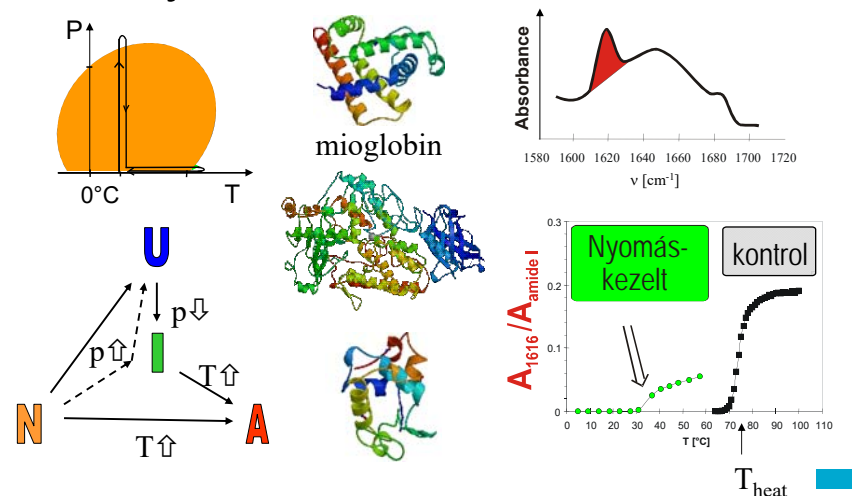 P
0°C
T
U
p⇩
p⇧
I
T⇧
N
A
T⇧
mioglobin
Absorbance
1580 1600 1620 1640 1660 1680 1700 1720
ν [cm⁻¹]
Nyomás-
kezelt
kontrol
A1616/Aamide I
0.3
0.2
0.1
0
0 10 20 30 40 50 60 70 80 90 100 110
T [°C]
Theat